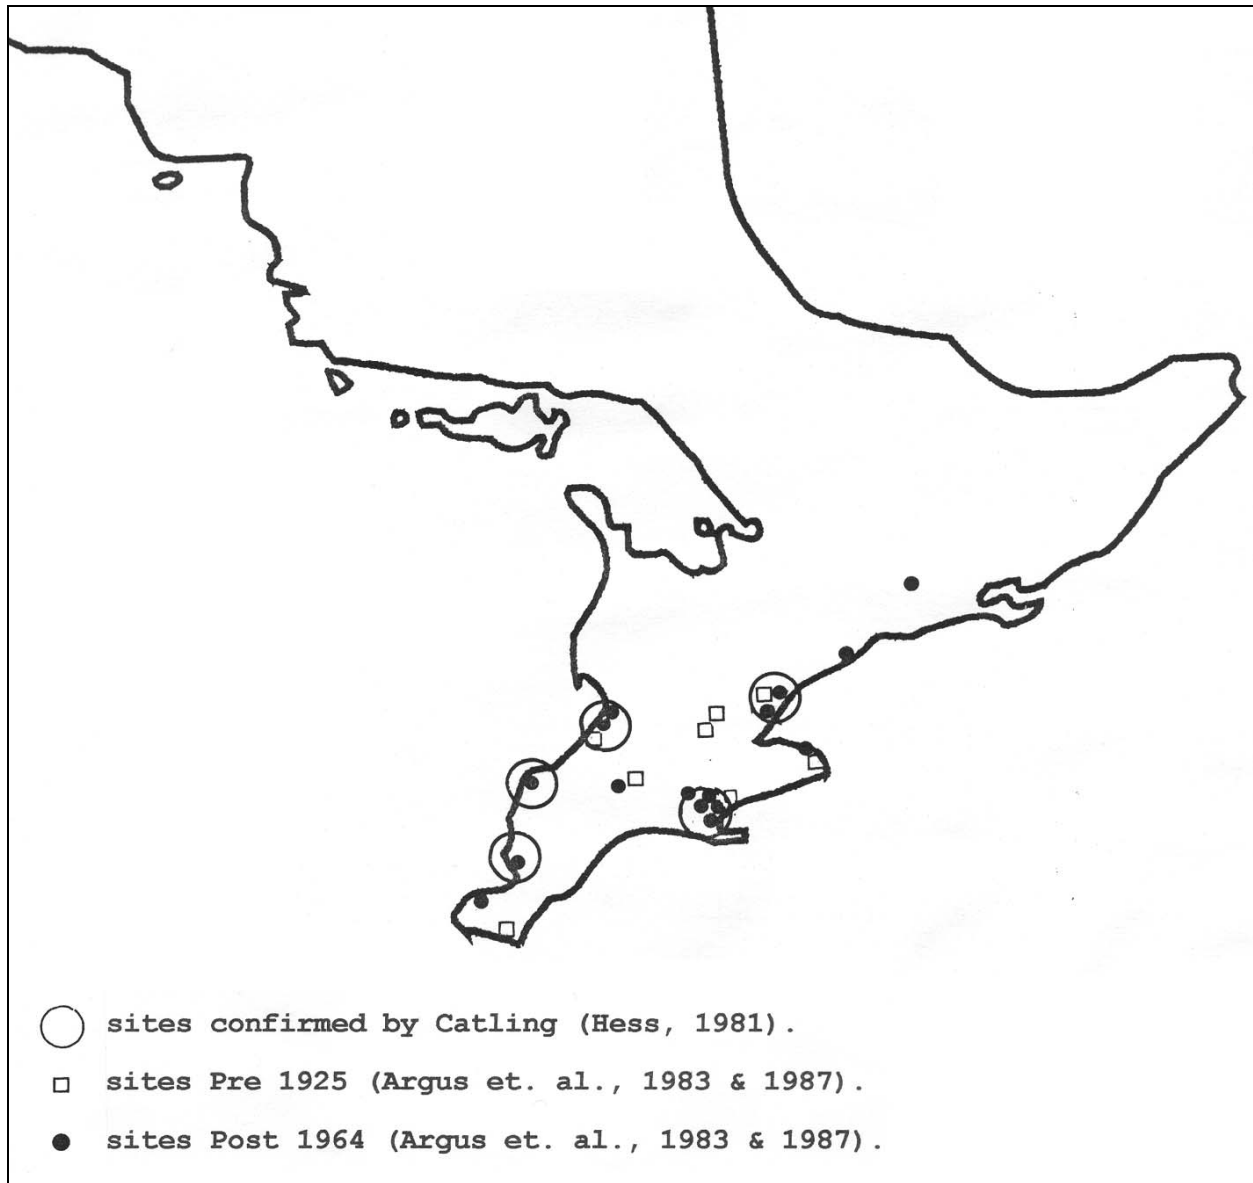 sites confirmed by Catling (Hess, 1981).
sites Pre 1925 (Argus et. al., 1983 & 1987).
sites Post 1964 (Argus et. al., 1983 & 1987).